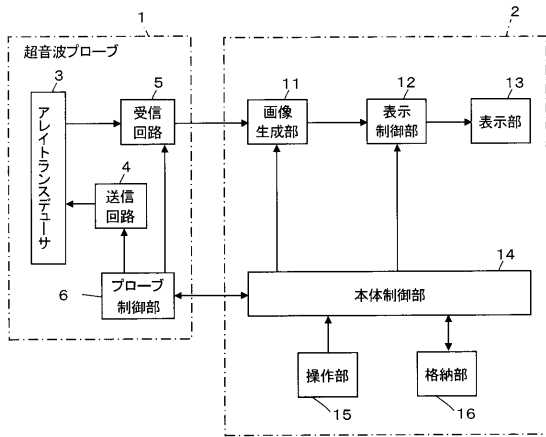 1
2
超音波プローブ
3
アレイトランスデューサ
5
受信
回路
4
送信
回路
6
プローブ
制御部
11
画像
生成部
12
表示
制御部
13
表示部
14
本体制御部
操作部
15
格納部
16